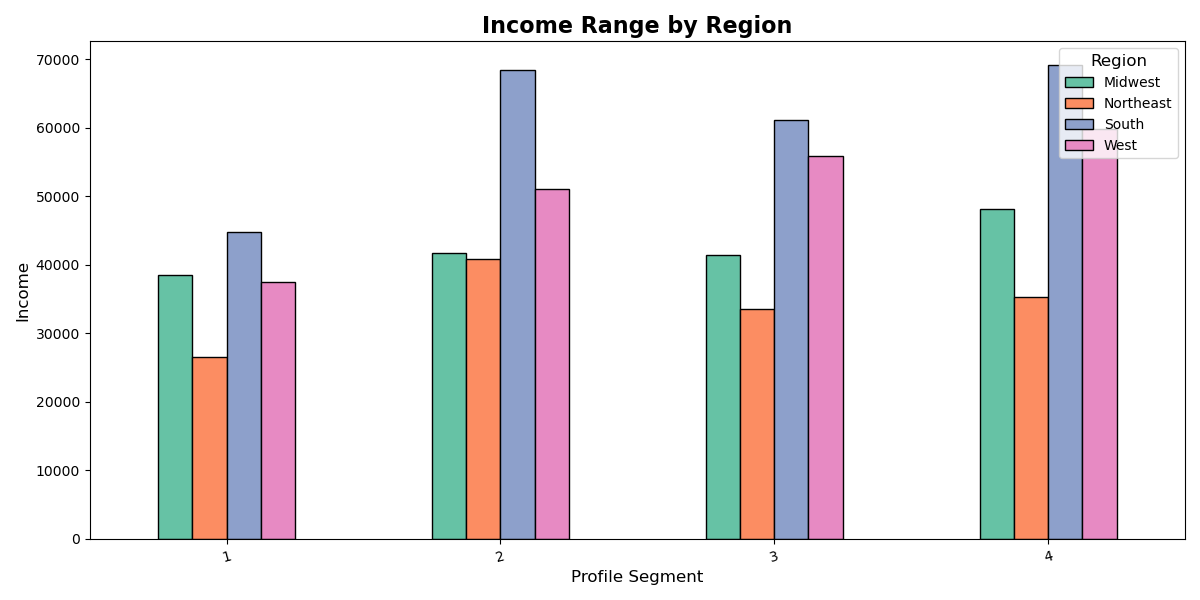 Income Range by Region
Region
Midwest
Northeast
South
West
70000
60000
50000
40000
30000
20000
10000
0
Income
1
2
3
4
Profile Segment